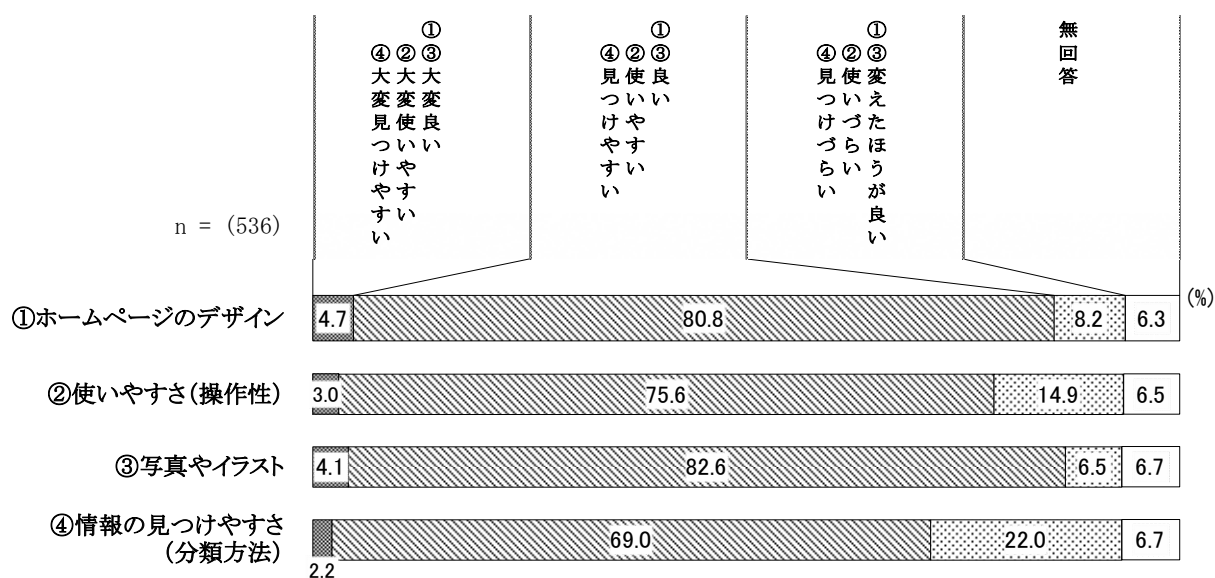 ①③大変良い
②大変使いやすい
④大変見つけやすい
①③良い
②使いやすい
④見つけやすい
①③変えたほうが良い
②使いづらい
④見つけづらい
無回答
n = (536)
(%)
①ホームページのデザイン
4.7
80.8
8.2
6.3
②使いやすさ(操作性)
3.0
75.6
14.9
6.5
③写真やイラスト
4.1
82.6
6.5
6.7
④情報の見つけやすさ
(分類方法)
2.2
69.0
22.0
6.7